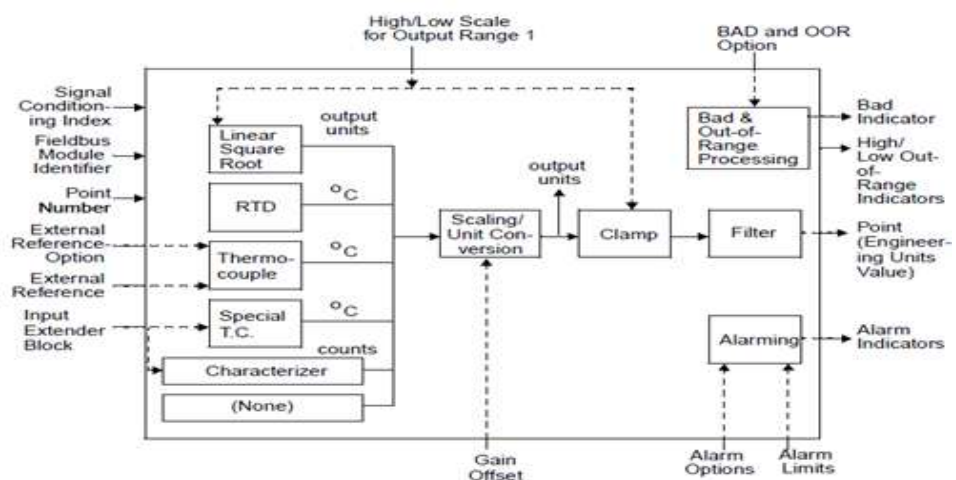 High/Low Scale
for Output Range 1
BAD and OOR
Option
Signal
Condition-
ing Index
Fieldbus
Module
Identifier
Point
Number
External
Reference-
Option
External
Reference
Input
Extender
Block
output
units
Linear
Square
Root
RTD
°C
Thermo-
couple
°C
Special
T.C.
°C
counts
Characterizer
(None)
Scaling/
Unit Con-
version
output
units
Clamp
Filter
Bad &
Out-of-
Range
Processing
Alarming
Bad
Indicator
High/
Low Out-
of-
Range
Indicators
Point
(Engineer-
ing Units
Value)
Alarm
Indicators
Gain
Offset
Alarm
Options
Alarm
Limits